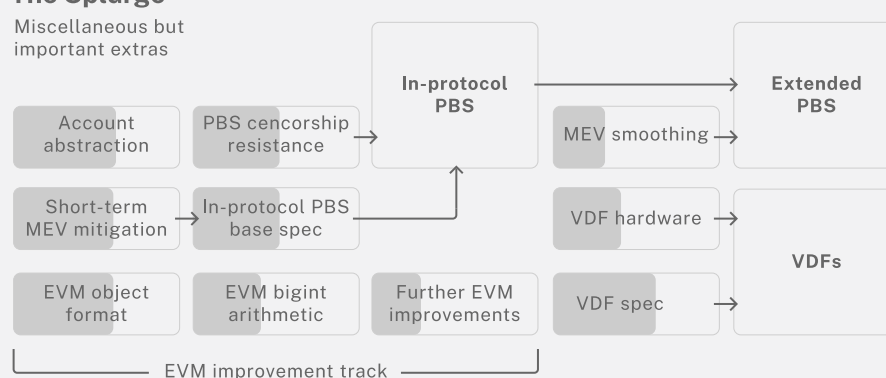 The Splurge
Miscellaneous but
important extras
In-protocol
PBS
Extended
PBS
Account
abstraction
PBS cencorship
resistance
MEV smoothing
Short-term
MEV mitigation
In-protocol PBS
base spec
VDF hardware
VDFs
EVM object
format
EVM bigint
arithmetic
Further EVM
improvements
VDF spec
EVM improvement track